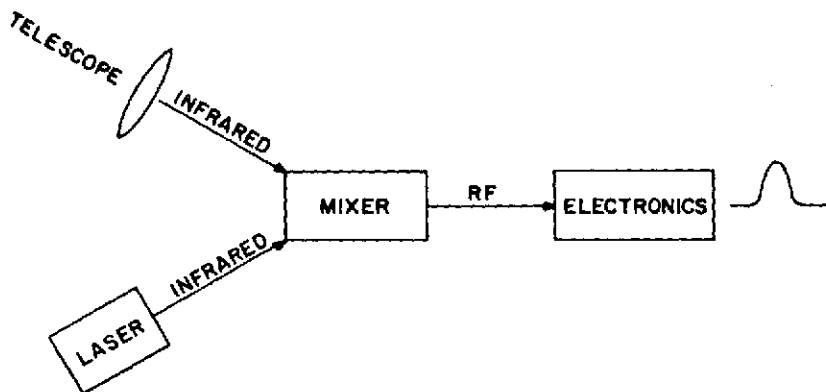 TELESCOPE
INFRARED
MIXER
RF
ELECTRONICS
INFRARED
LASER